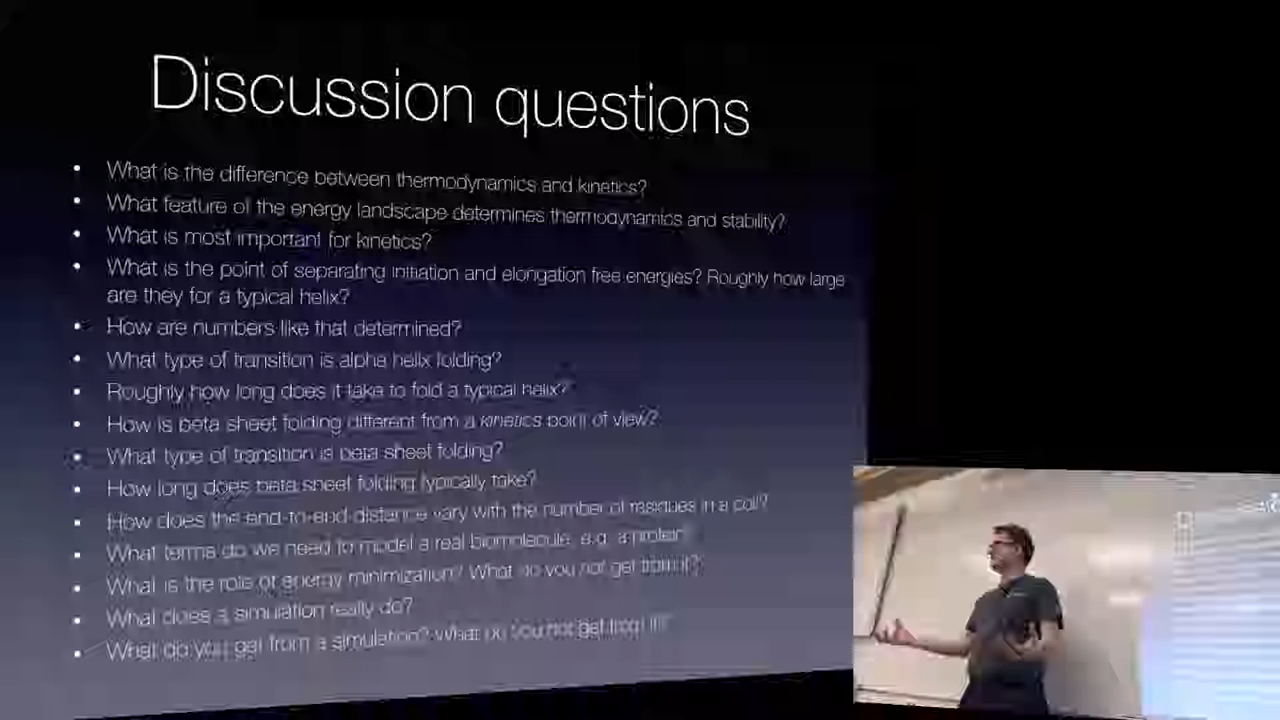 Discussion questions
• What is the difference between thermodynamics and kinetics?
• What feature of the energy landscape determines thermodynamics and stability?
• What is most important for kinetics?
• What is the point of separating initiation and elongation free energies? Roughly how large
are they for a typical helix?
• How are numbers like that determined?
• What type of transition is alpha helix folding?
• Roughly how long does it take to fold a typical helix?
• How is beta sheet folding different from a kinetics point of view?
• What type of transition is beta sheet folding?
• How long does beta sheet folding typically take?
• How does the end-to-end-distance vary with the number of residues in a coil?
• What terms do we need to model a real biomolecule, e.g. a protein?
• What is the role of energy minimization? What do you not get from it?
• What does a simulation really do?
• What do you get from a simulation? What do you not get from it?